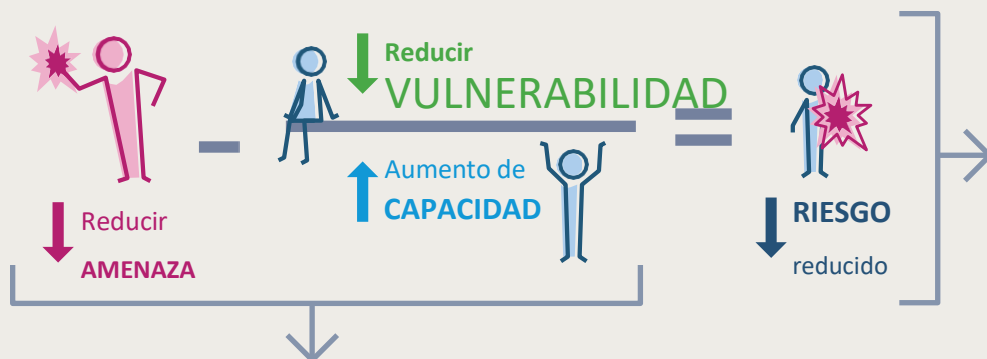 Reducir
VULNERABILIDAD
Aumento de
CAPACIDAD
Reducir
AMENAZA
RIESGO
reducido